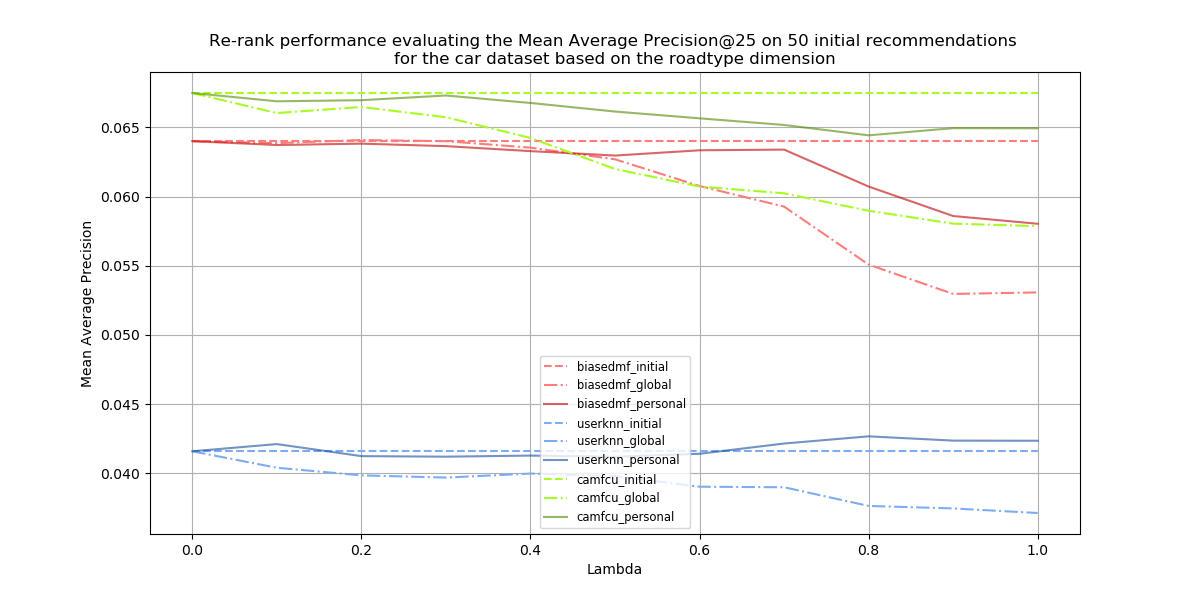 Re-rank performance evaluating the Mean Average Precision@25 on 50 initial recommendations
for the car dataset based on the roadtype dimension
Mean Average Precision
0.065
0.060
0.055
0.050
0.045
0.040
biasedmf_initial
biasedmf_global
biasedmf_personal
userknn_initial
userknn_global
userknn_personal
camfcu_initial
camfcu_global
camfcu_personal
0.0 0.2 0.4 0.6 0.8 1.0
Lambda